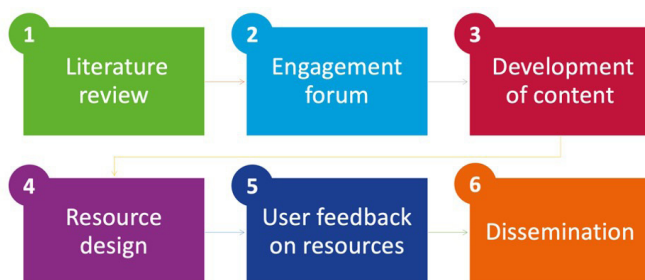 1
Literature
review
2
Engagement
forum
3
Development
of content
4
Resource
design
5
User feedback
on resources
6
Dissemination